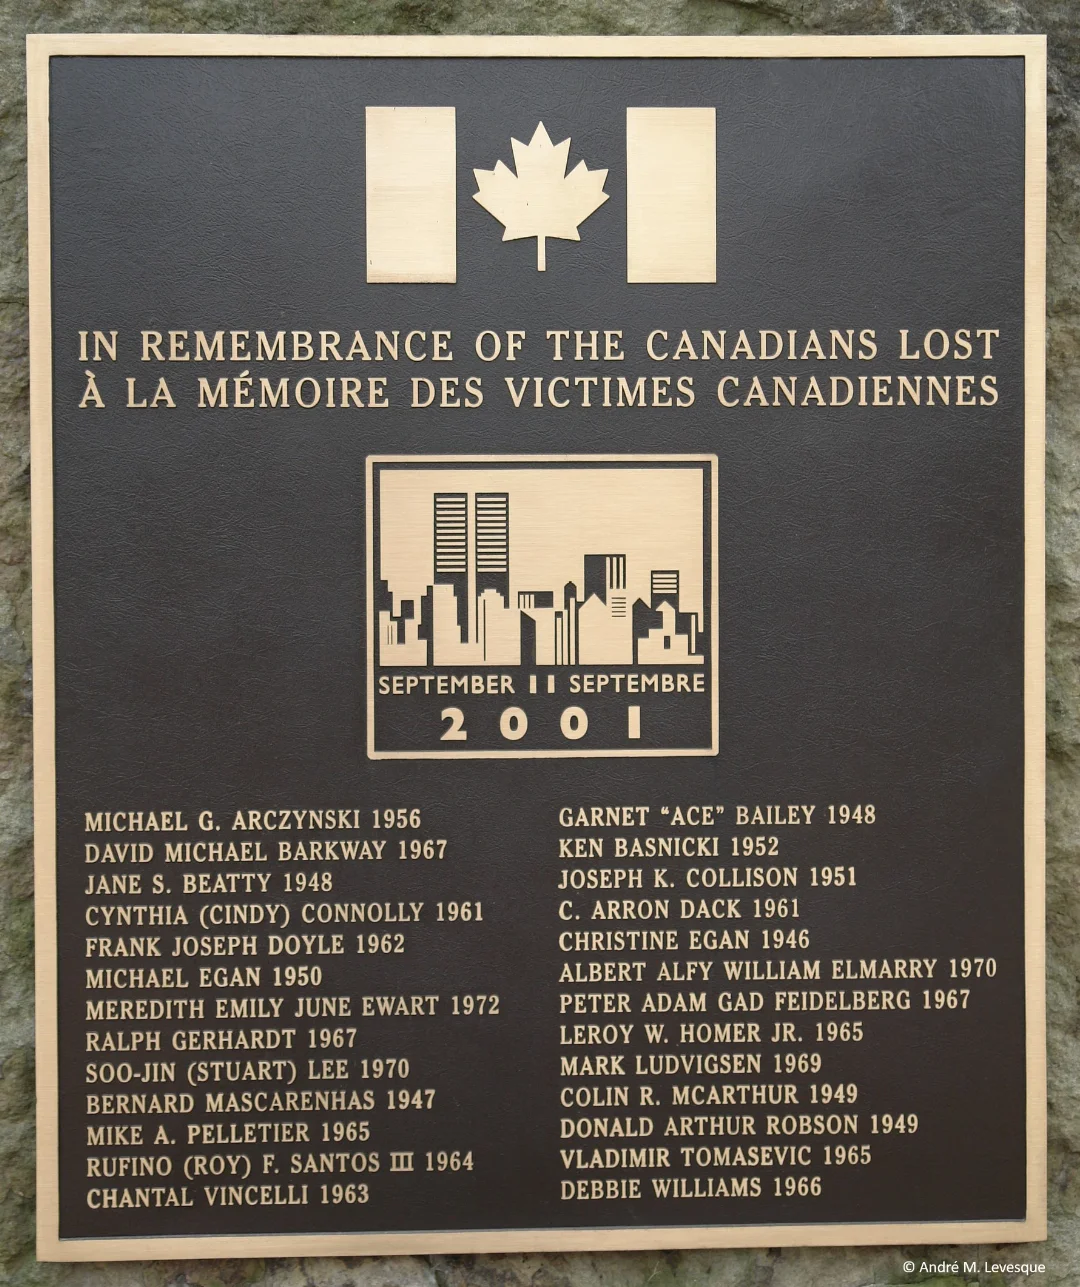 IN REMEMBRANCE OF THE CANADIANS LOST
À LA MÉMOIRE DES VICTIMES CANADIENNES
SEPTEMBER 11 SEPTEMBRE
2001
MICHAEL G. ARCZYNSKI 1956
DAVID MICHAEL BARKWAY 1967
JANE S. BEATTY 1948
CYNTHIA (CINDY) CONNOLLY 1961
FRANK JOSEPH DOYLE 1962
MICHAEL EGAN 1950
MEREDITH EMILY JUNE EWART 1972
RALPH GERHARDT 1967
SOO-JIN (STUART) LEE 1970
BERNARD MASCARENHAS 1947
MIKE A. PELLETIER 1965
RUFINO (ROY) F. SANTOS III 1964
CHANTAL VINCELLI 1963
GARNET “ACE” BAILEY 1948
KEN BASNICKI 1952
JOSEPH K. COLLISON 1951
C. ARRON DACK 1961
CHRISTINE EGAN 1946
ALBERT ALFY WILLIAM ELMARRY 1970
PETER ADAM GAD FEIDELBERG 1967
LEROY W. HOMER JR. 1965
MARK LUDVIGSEN 1969
COLIN R. MCARTHUR 1949
DONALD ARTHUR ROBSON 1949
VLADIMIR TOMASEVIC 1965
DEBBIE WILLIAMS 1966
© André M. Levesque